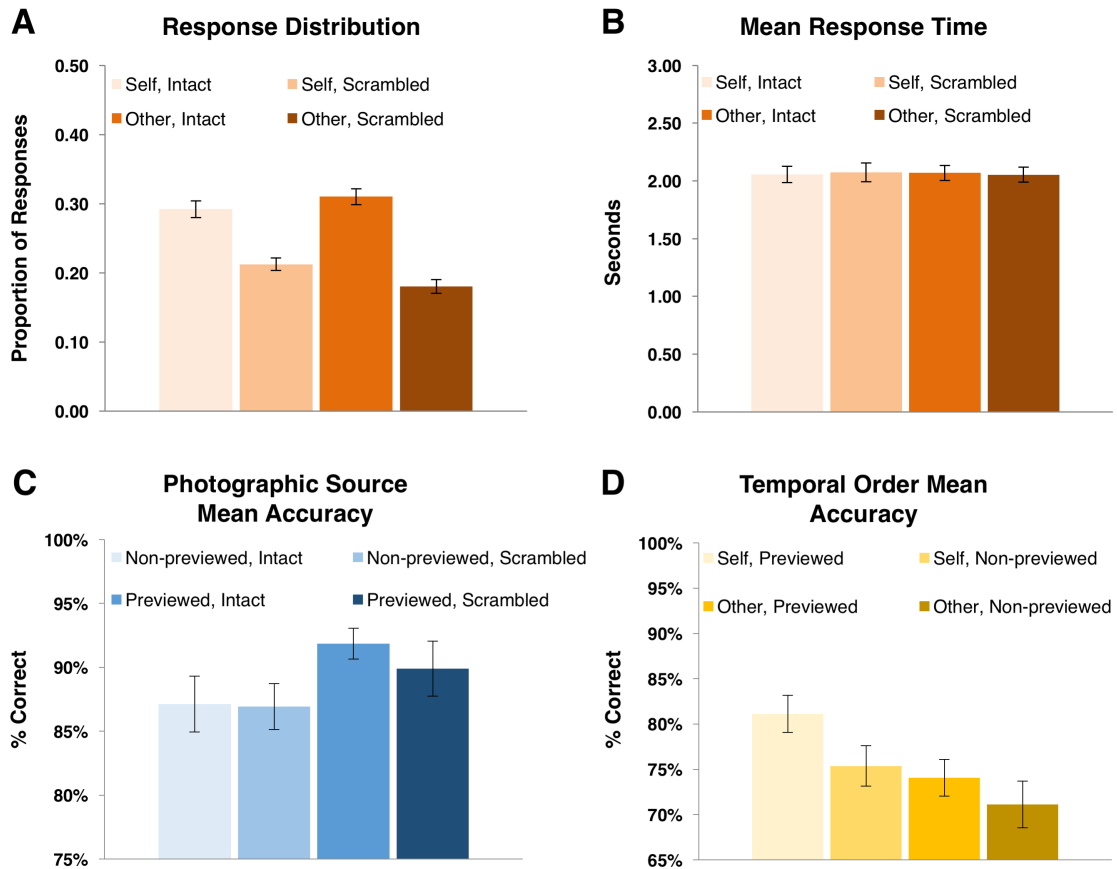 A
Response Distribution
Proportion of Responses
0.50
0.40
0.30
0.20
0.10
0.00
Self, Intact
Self, Scrambled
Other, Intact
Other, Scrambled
B
Mean Response Time
Seconds
3.00
2.50
2.00
1.50
1.00
0.50
0.00
Self, Intact
Self, Scrambled
Other, Intact
Other, Scrambled
C
Photographic Source
Mean Accuracy
% Correct
100%
95%
90%
85%
80%
75%
Non-previewed, Intact
Non-previewed, Scrambled
Previewed, Intact
Previewed, Scrambled
D
Temporal Order Mean
Accuracy
% Correct
100%
95%
90%
85%
80%
75%
70%
65%
Self, Previewed
Self, Non-previewed
Other, Previewed
Other, Non-previewed